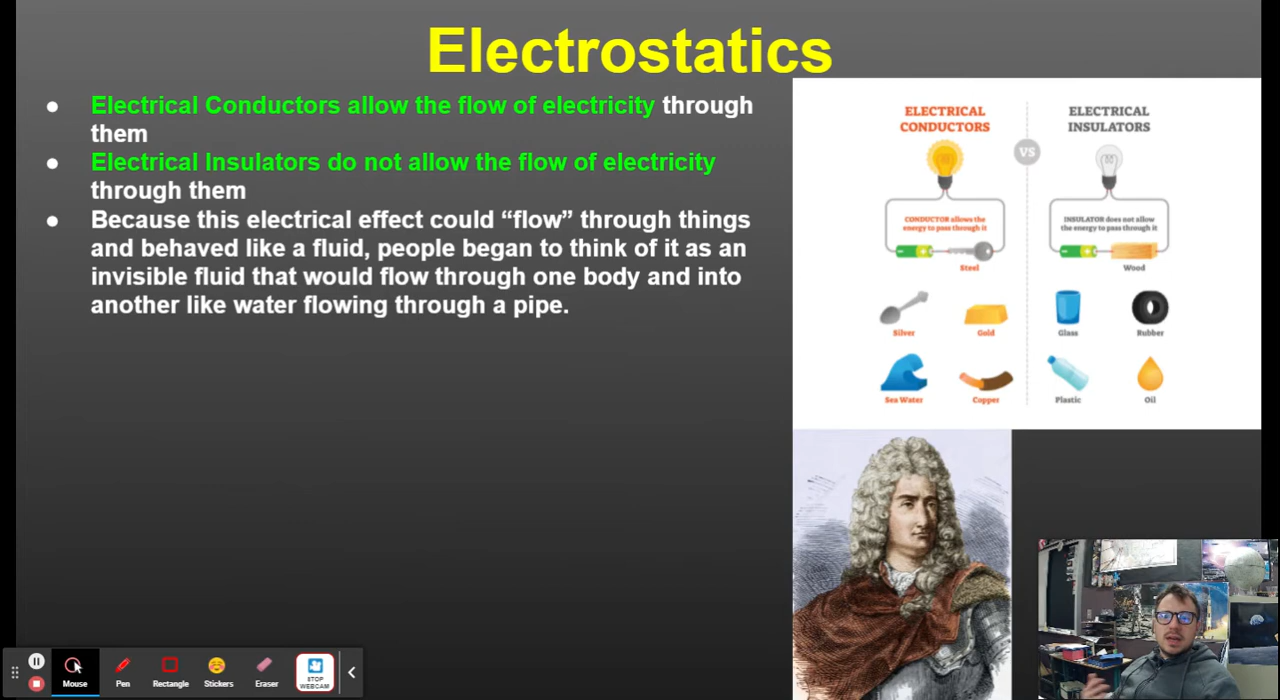 Electrostatics
● Electrical Conductors allow the flow of electricity through
them
● Electrical Insulators do not allow the flow of electricity
through them
● Because this electrical effect could “flow” through things
and behaved like a fluid, people began to think of it as an
invisible fluid that would flow through one body and into
another like water flowing through a pipe.
ELECTRICAL
CONDUCTORS
VS
ELECTRICAL
INSULATORS
CONDUCTOR allows the
energy to pass through it
Steel
INSULATOR does not allow
the energy to pass through it
Wood
Silver
Gold
Glass
Rubber
Sea Water
Copper
Plastic
Oil
Mouse
Pen
Rectangle
Stickers
Eraser
STOP
WEBCAM